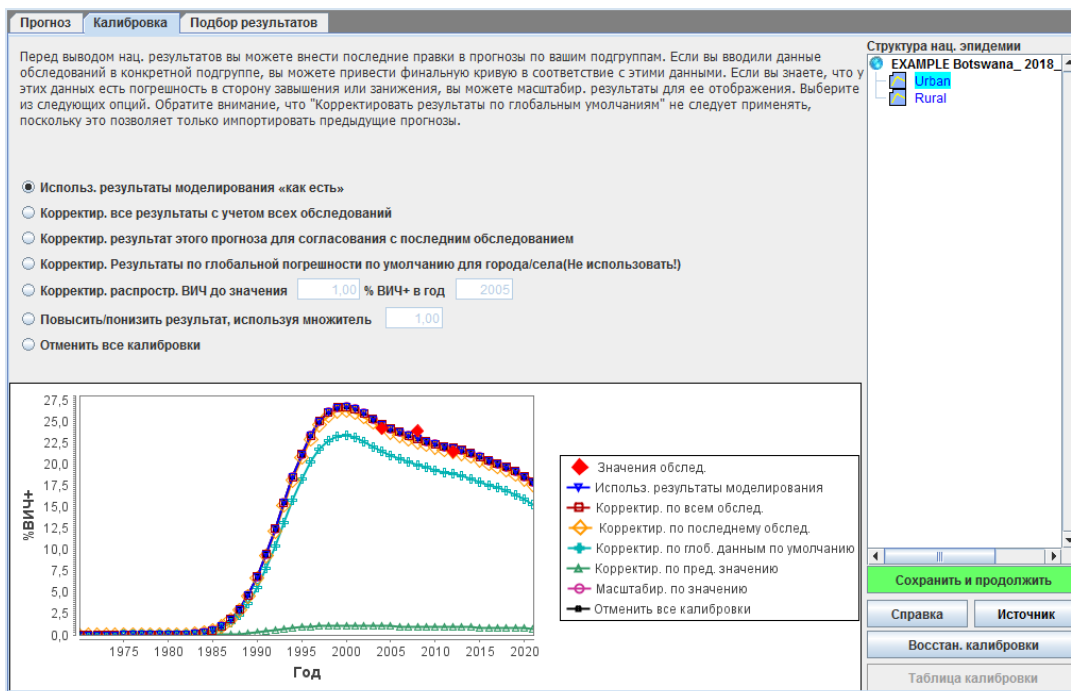 Прогноз
Калибровка
Подбор результатов
Перед выводом нац. результатов вы можете внести последние правки в прогнозы по вашим подгруппам. Если вы вводили данные
обследований в конкретной подгруппе, вы можете привести финальную кривую в соответствие с этими данными. Если вы знаете, что у
этих данных есть погрешность в сторону завышения или занижения, вы можете масштабир. результаты для ее отображения. Выберите
из следующих опций. Обратите внимание, что "Корректировать результаты по глобальным умолчаниям" не следует применять,
поскольку это позволяет только импортировать предыдущие прогнозы.
Использ. результаты моделирования «как есть»
Корректир. все результаты с учетом всех обследований
Корректир. результат этого прогноза для согласования с последним обследованием
Корректир. Результаты по глобальной погрешности по умолчанию для города/села(Не использовать!)
Корректир. распростр. ВИЧ до значения 1,00 % ВИЧ+ в год 2005
Повысить/понизить результат, используя множитель 1,00
Отменить все калибровки
27,5
25,0
22,5
20,0
17,5
15,0
12,5
10,0
7,5
5,0
2,5
0,0
%ВИЧ+
1975 1980 1985 1990 1995 2000 2005 2010 2015 2020
Год
Значения обслед.
Использ. результаты моделирования
Корректир. по всем обслед.
Корректир. по последнему обслед.
Корректир. по глоб. данным по умолчанию
Корректир. по пред. значению
Масштабир. по значению
Отменить все калибровки
Структура нац. эпидемии
EXAMPLE Botswana_ 2018_
Urban
Rural
Сохранить и продолжить
Справка
Источник
Восстан. калибровки
Таблица калибровки